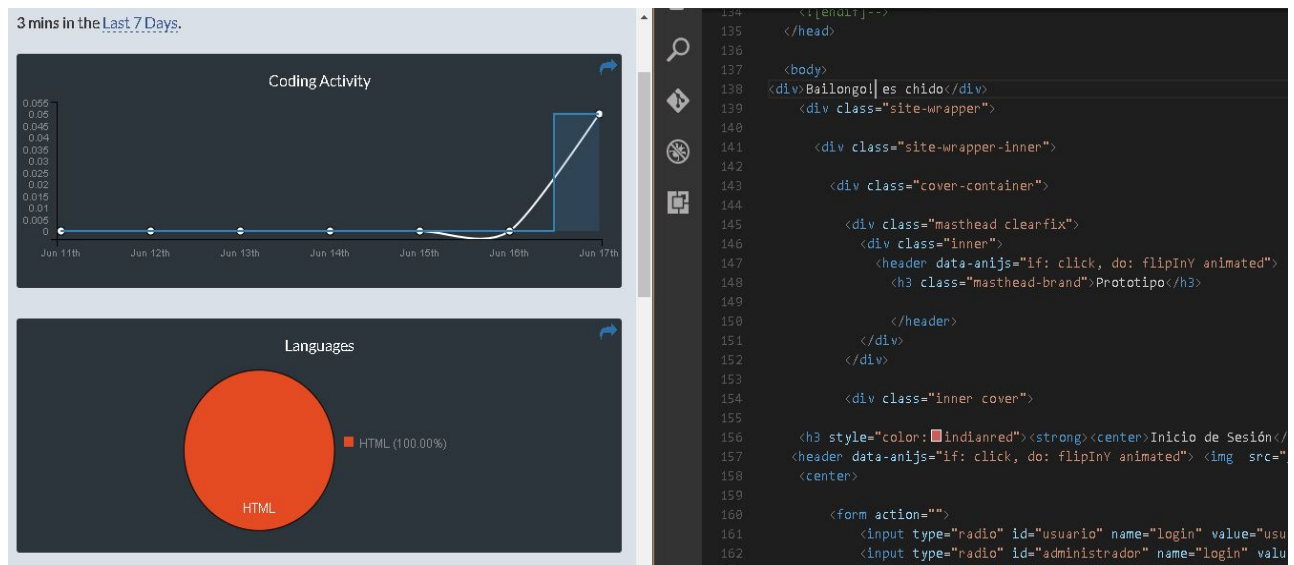 3 mins in the Last 7 Days.
Coding Activity
0.055
0.05
0.045
0.04
0.035
0.03
0.025
0.02
0.015
0.01
0.005
0
Jun 11th Jun 12th Jun 13th Jun 14th Jun 15th Jun 16th Jun 17th
Languages
HTML (100.00%)
HTML
134 <![endif]-->
135 </head>
136
137 <body>
138 <div>Bailongo! es chido</div>
139 <div class="site-wrapper">
140
141 <div class="site-wrapper-inner">
142
143 <div class="cover-container">
144
145 <div class="masthead clearfix">
146 <div class="inner">
147 <header data-anijs="if: click, do: flipInY animated">
148 <h3 class="masthead-brand">Prototipo</h3>
149
150 </header>
151 </div>
152 </div>
153
154 <div class="inner cover">
155
156 <h3 style="color:indianred"><strong><center>Inicio de Sesión</
157 <header data-anijs="if: click, do: flipInY animated"> <img src="
158 <center>
159
160 <form action="">
161 <input type="radio" id="usuario" name="login" value="usu
162 <input type="radio" id="administrador" name="login" valu